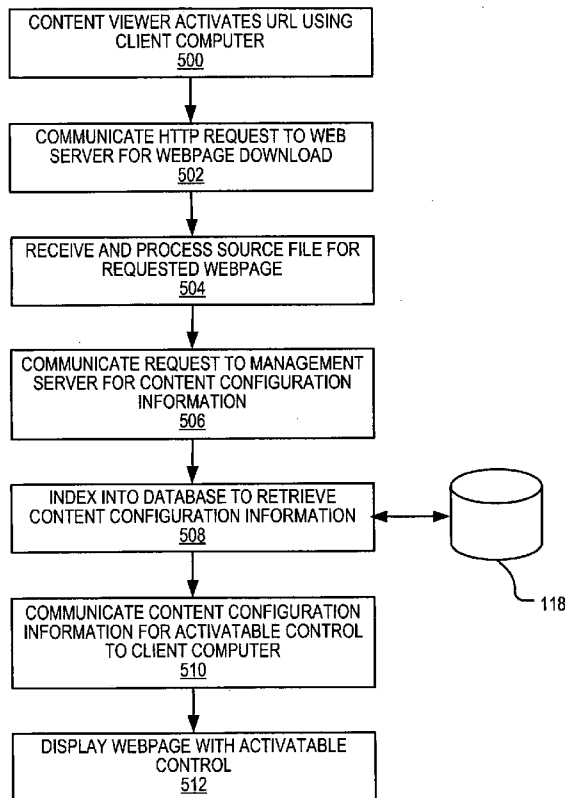 CONTENT VIEWER ACTIVATES URL USING
CLIENT COMPUTER
500
COMMUNICATE HTTP REQUEST TO WEB
SERVER FOR WEBPAGE DOWNLOAD
502
RECEIVE AND PROCESS SOURCE FILE FOR
REQUESTED WEBPAGE
504
COMMUNICATE REQUEST TO MANAGEMENT
SERVER FOR CONTENT CONFIGURATION
INFORMATION
506
INDEX INTO DATABASE TO RETRIEVE
CONTENT CONFIGURATION INFORMATION
508
118
COMMUNICATE CONTENT CONFIGURATION
INFORMATION FOR ACTIVATABLE CONTROL
TO CLIENT COMPUTER
510
DISPLAY WEBPAGE WITH ACTIVATABLE
CONTROL
512